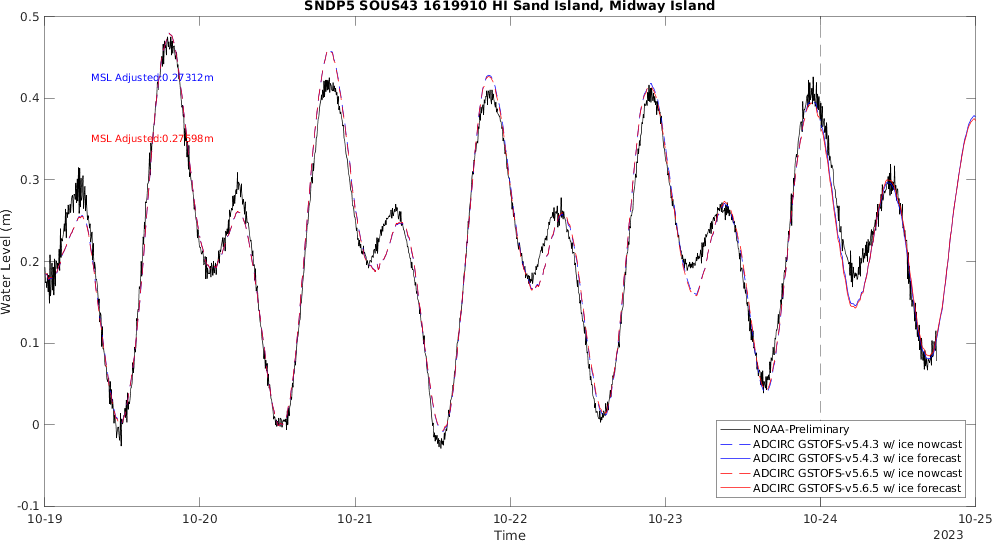 SNDP5 SOUS43 1619910 HI Sand Island, Midway Island
0.5
0.4
0.3
0.2
0.1
0
-0.1
Water Level (m)
MSL Adjusted:0.27312m
MSL Adjusted:0.27598m
NOAA-Preliminary
ADCIRC GSTOFS-v5.4.3 w/ ice nowcast
ADCIRC GSTOFS-v5.4.3 w/ ice forecast
ADCIRC GSTOFS-v5.6.5 w/ ice nowcast
ADCIRC GSTOFS-v5.6.5 w/ ice forecast
10-19 10-20 10-21 10-22 10-23 10-24 10-25
Time
2023